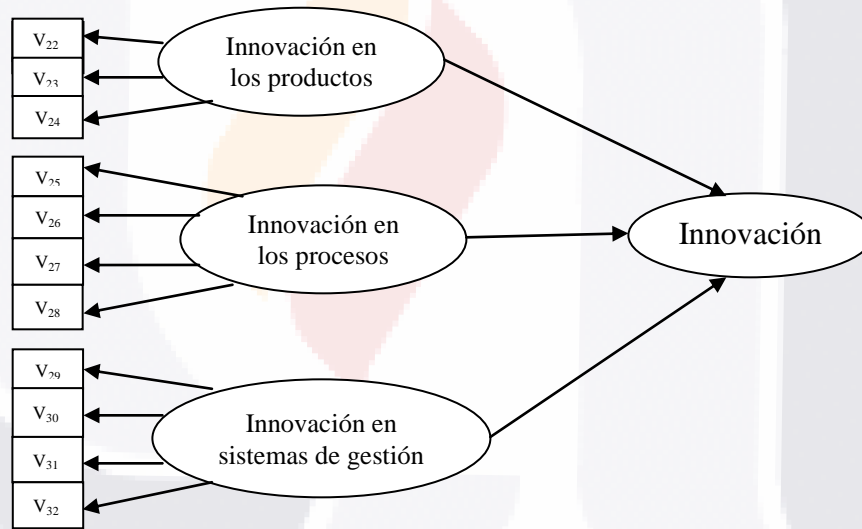 V₂₂
V₂₃
V₂₄
Innovación en
los productos
V₂₅
V₂₆
V₂₇
V₂₈
Innovación en
los procesos
Innovación
V₂₉
V₃₀
V₃₁
V₃₂
Innovación en
sistemas de gestión